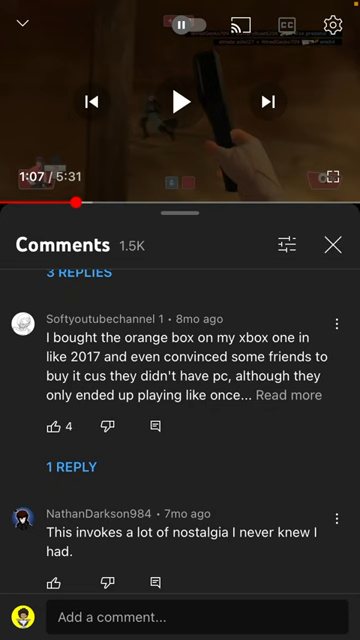 CC
1:07 / 5:31
Comments 1.5K
3 REPLIES
Softyoutubechannel 1 • 8mo ago
I bought the orange box on my xbox one in
like 2017 and even convinced some friends to
buy it cus they didn't have pc, although they
only ended up playing like once... Read more
4
1 REPLY
NathanDarkson984 • 7mo ago
This invokes a lot of nostalgia I never knew I
had.
Add a comment...